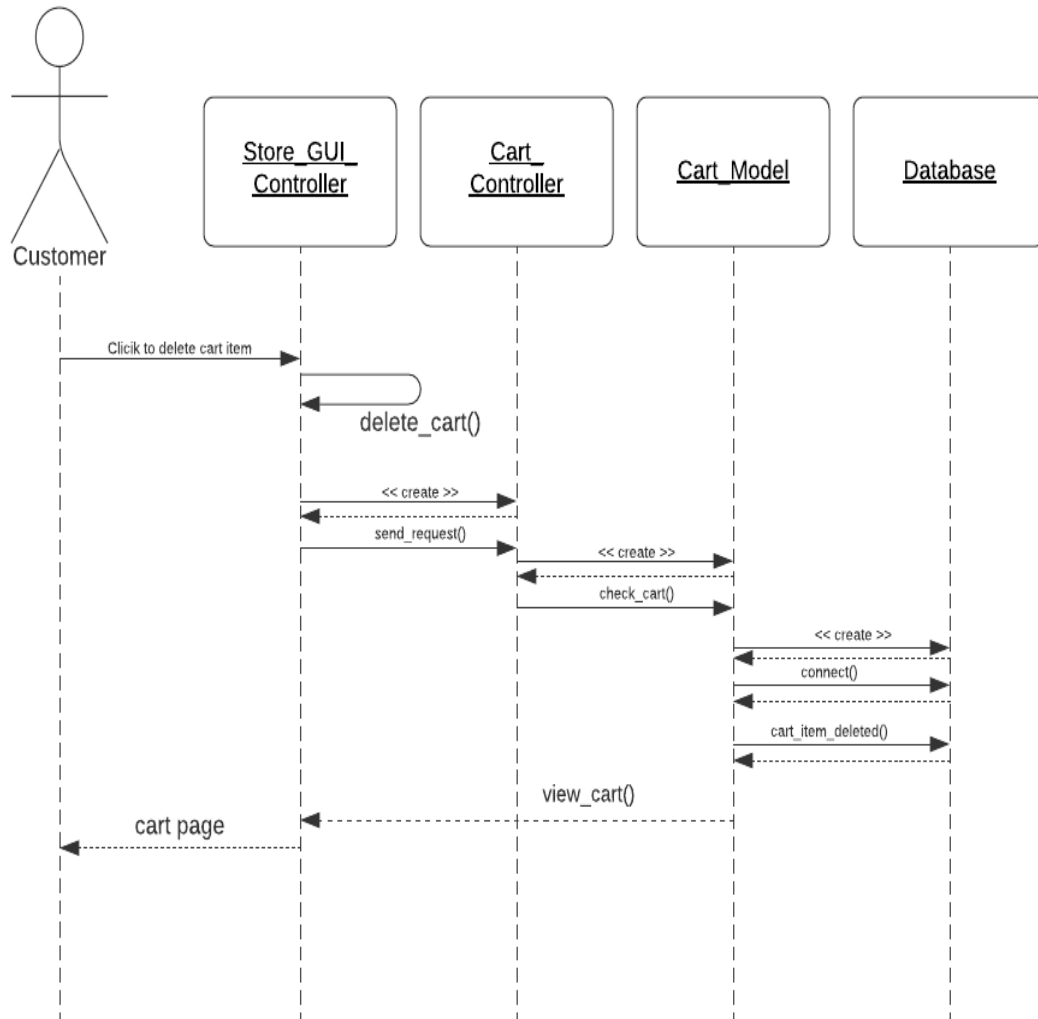 Store_GUI_
Controller
Cart_
Controller
Cart_Model
Database
Customer
Clicik to delete cart item
delete_cart()
<< create >>
send_request()
<< create >>
check_cart()
<< create >>
connect()
cart_item_deleted()
view_cart()
cart page